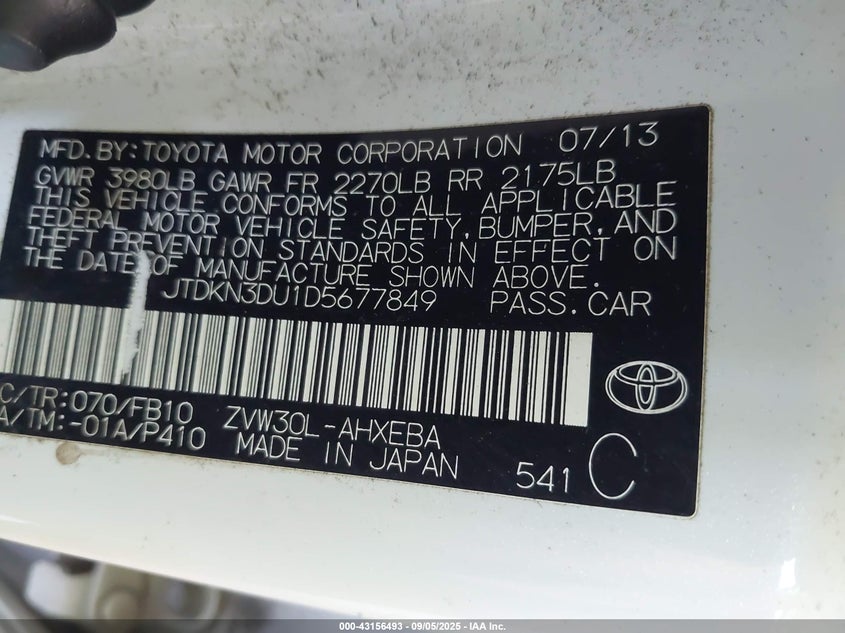 MFD. BY: TOYOTA MOTOR CORPORATION 07/13
GVWR 3980LB GAWR FR 2270LB RR 2175LB
THIS VEHICLE CONFORMS TO ALL APPLICABLE
FEDERAL MOTOR VEHICLE SAFETY, BUMPER, AND
THEFT PREVENTION STANDARDS IN EFFECT ON
THE DATE OF MANUFACTURE SHOWN ABOVE.
JTDKN3DU1D5677849 PASS. CAR
C/TR: 070/FB10 ZVW30L-AHXEBA
A/TM: -01A/P410 MADE IN JAPAN 541 C
000-43156493 - 09/05/2025 - IAA Inc.